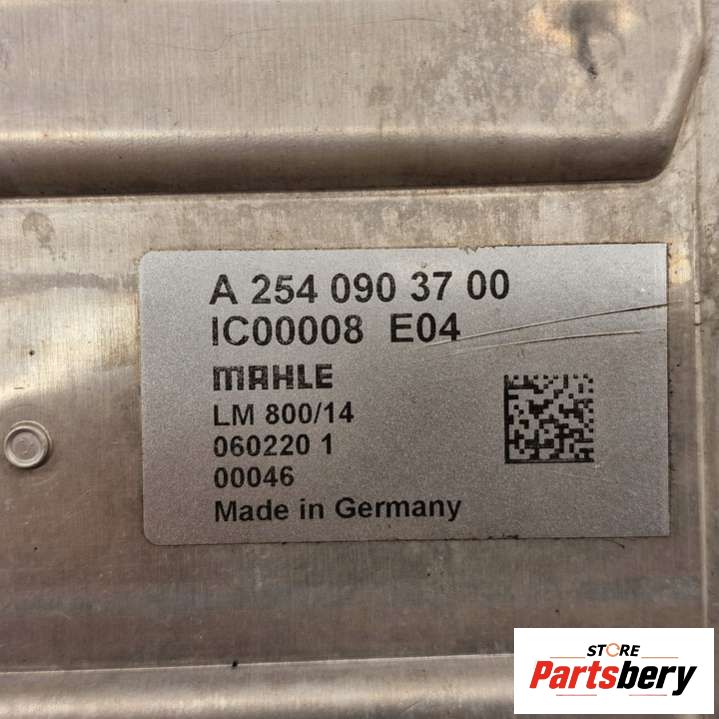 A 254 090 37 00
IC00008 E04
MAHLE
LM 800/14
060220 1
00046
Made in Germany
STORE
Partsbery